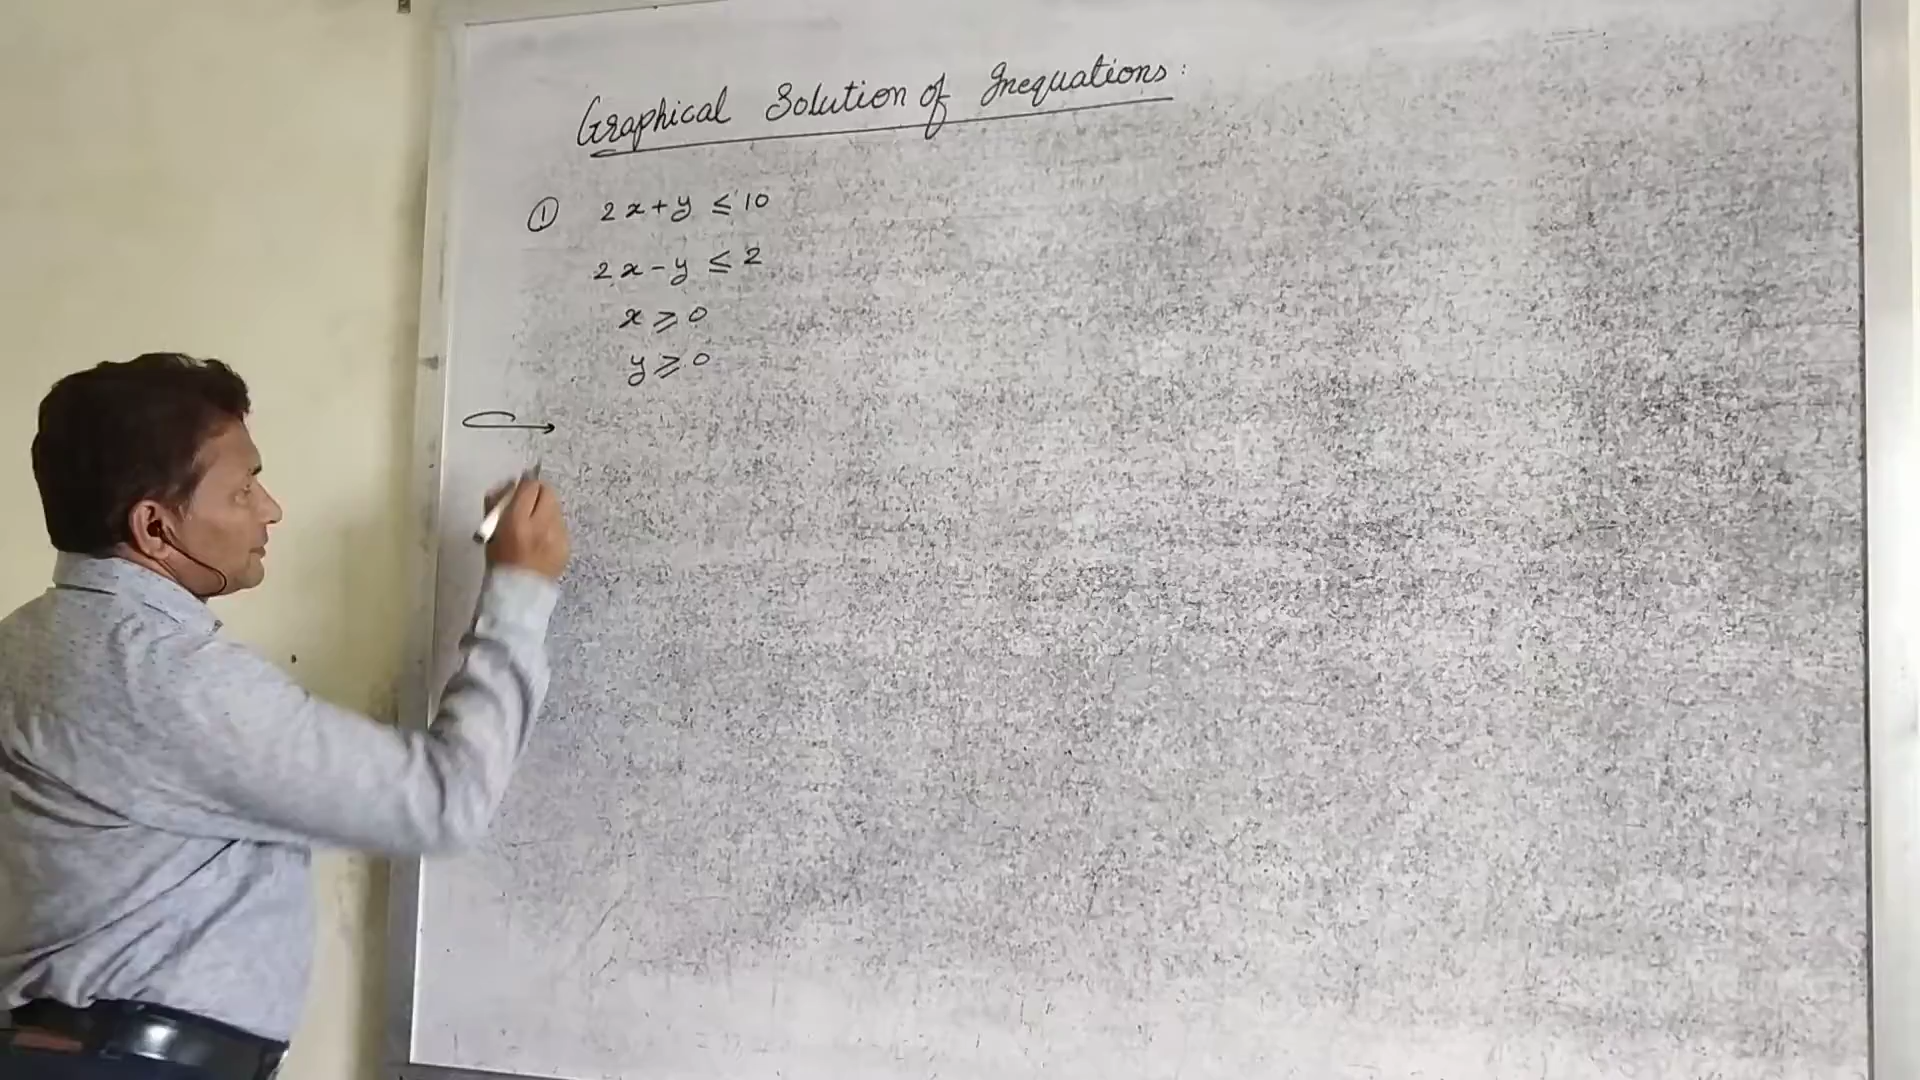 Graphical Solution of Inequations:
① 2x+y ≤ 10
2x-y ≤ 2
x ≥ 0
y ≥ 0